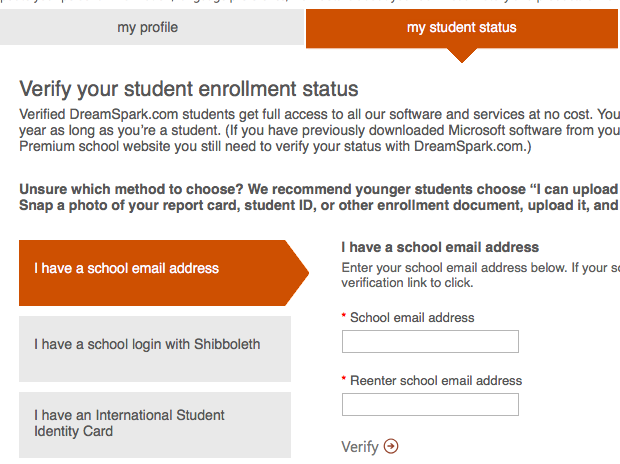 my profile
my student status
Verify your student enrollment status
Verified DreamSpark.com students get full access to all our software and services at no cost. You
year as long as you're a student. (If you have previously downloaded Microsoft software from you
Premium school website you still need to verify your status with DreamSpark.com.)
Unsure which method to choose? We recommend younger students choose “I can upload
Snap a photo of your report card, student ID, or other enrollment document, upload it, and
I have a school email address
I have a school login with Shibboleth
I have an International Student
Identity Card
I have a school email address
Enter your school email address below. If your
verification link to click.
* School email address
* Reenter school email address
Verify